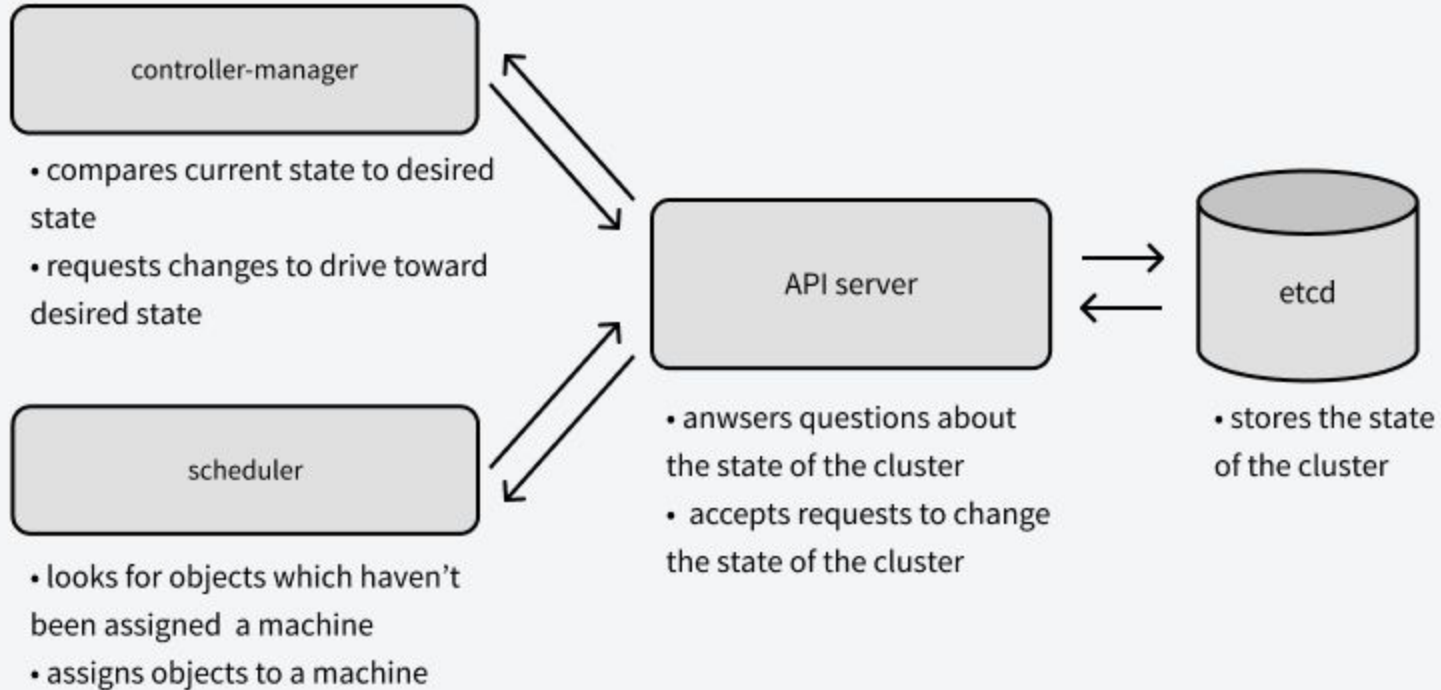 controller-manager
• compares current state to desired
state
• requests changes to drive toward
desired state
scheduler
• looks for objects which haven’t
been assigned  a machine
• assigns objects to a machine
API server
• anwsers questions about
the state of the cluster
•  accepts requests to change
the state of the cluster
etcd
• stores the state
of the cluster